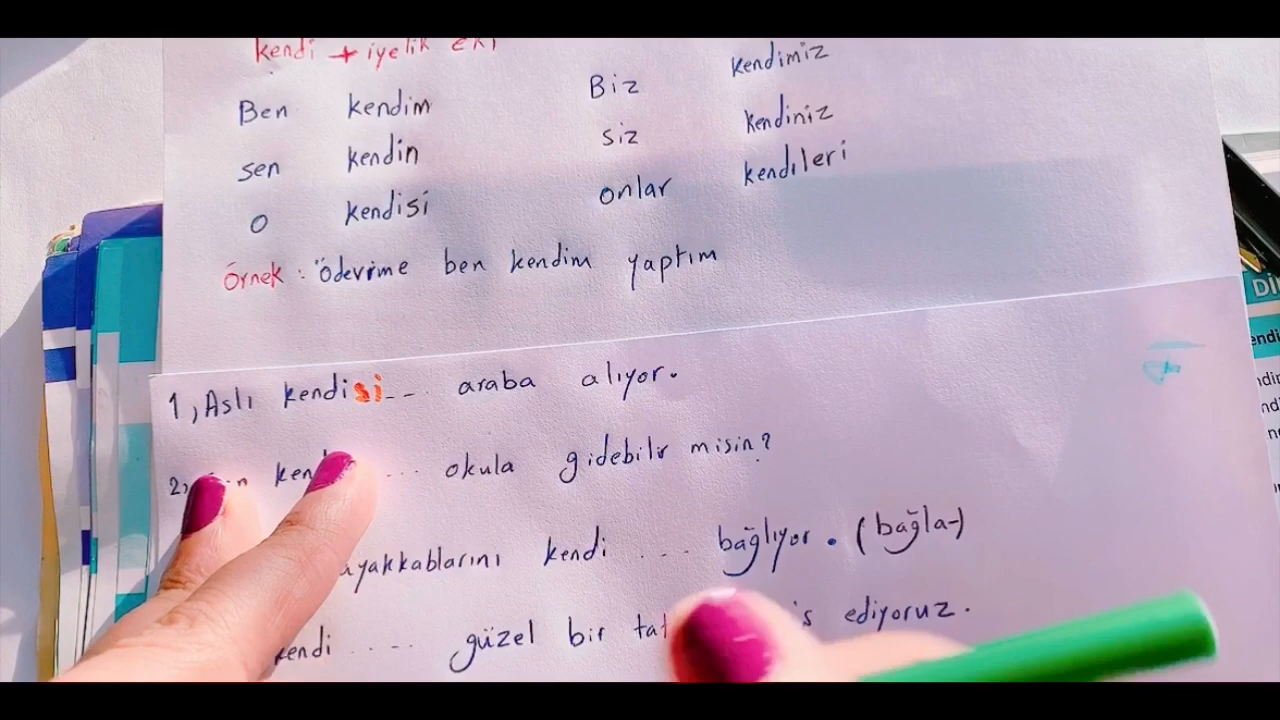 kendi + iyelik eki
Ben kendim Biz kendimiz
sen kendin siz kendiniz
O kendisi onlar kendileri
Örnek : Ödevime ben kendim yaptım
1, Aslı kendisi... araba alıyor.
2, ... okula gidebilir misin?
ayakkablarını kendi ... bağlıyor. (bağla-)
kendi .... güzel bir ediyoruz.